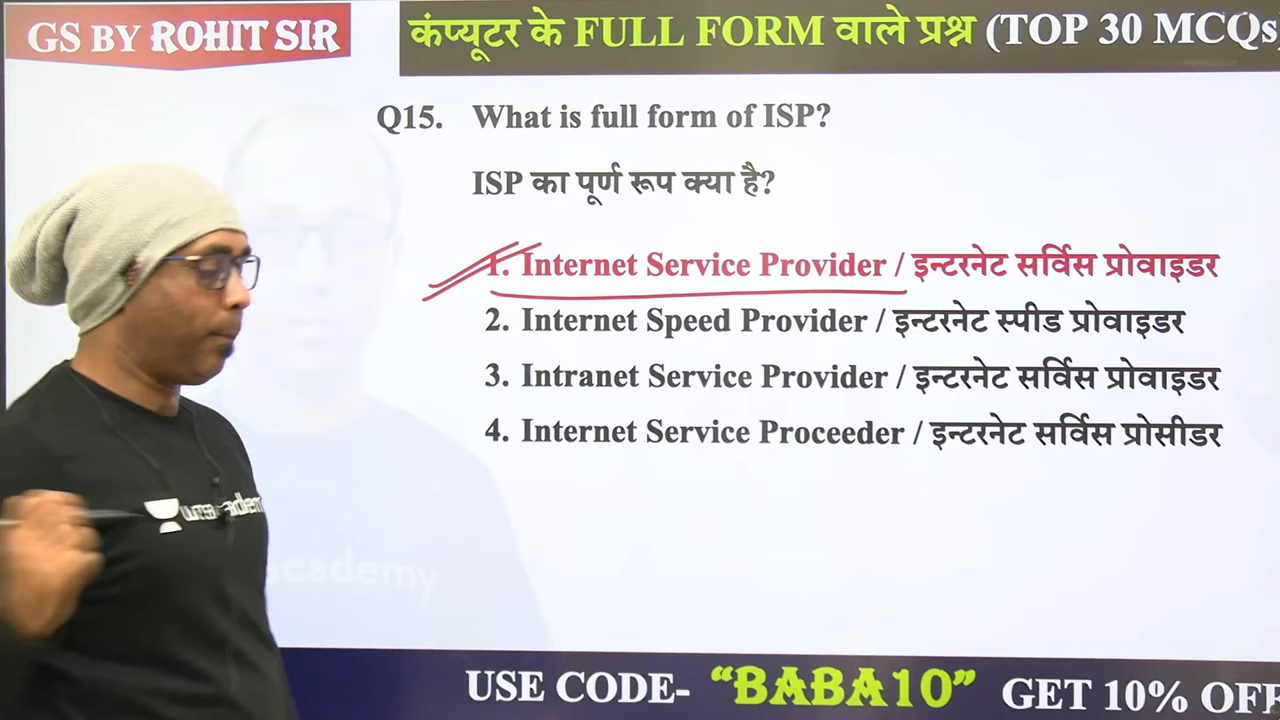 GS BY ROHIT SIR
कंप्यूटर के FULL FORM वाले प्रश्न (TOP 30 MCQs)
Q15. What is full form of ISP?
ISP का पूर्ण रूप क्या है?
1. Internet Service Provider / इन्टरनेट सर्विस प्रोवाइडर
2. Internet Speed Provider / इन्टरनेट स्पीड प्रोवाइडर
3. Intranet Service Provider / इन्टरनेट सर्विस प्रोवाइडर
4. Internet Service Proceeder / इन्टरनेट सर्विस प्रोसीडर
academy
USE CODE- “BABA10” GET 10% OFF